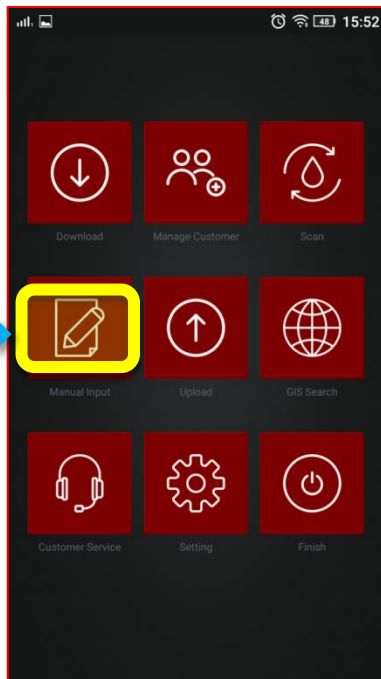 48 15:52
Download Manage Customer Scan
Manual Input Upload GIS Search
Customer Service Setting Finish